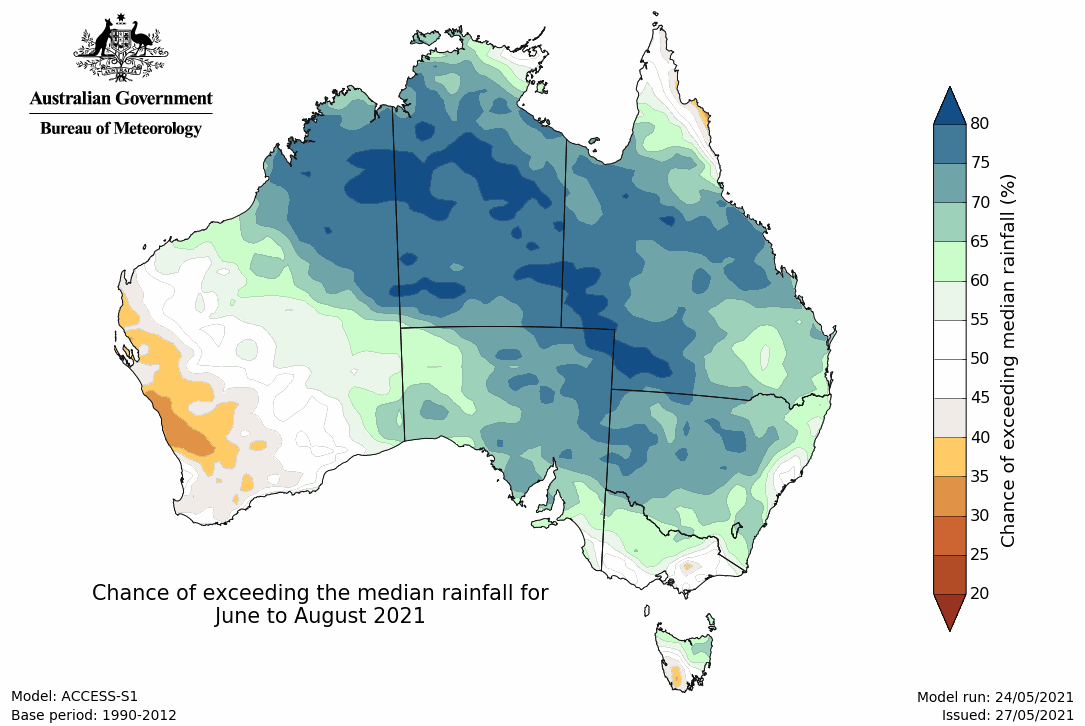 AUSTRALIA
Australian Government
Bureau of Meteorology
80
75
70
65
60
55
50
45
40
35
30
25
20
Chance of exceeding median rainfall (%)
Chance of exceeding the median rainfall for
June to August 2021
Model: ACCESS-S1
Base period: 1990-2012
Model run: 24/05/2021
Issued: 27/05/2021